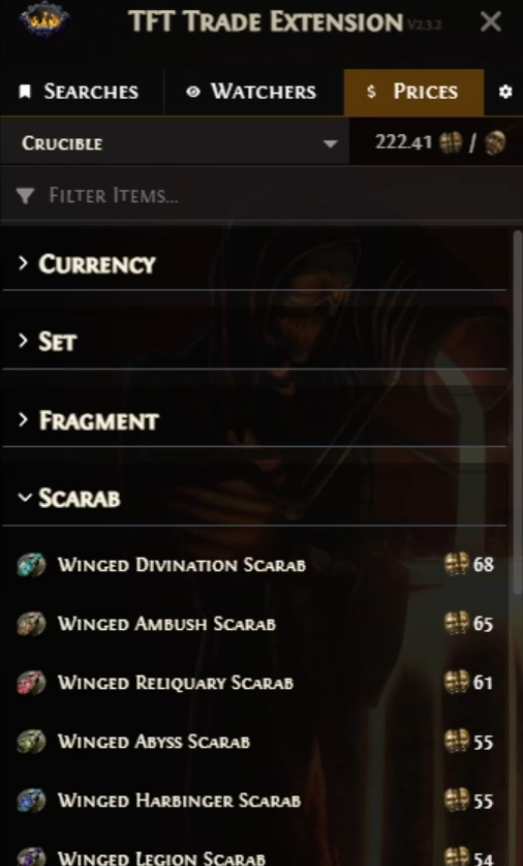 TFT Trade Extension V2.3.2
Searches Watchers $ Prices
Crucible 222.41 /
Filter Items...
Currency
Set
Fragment
Scarab
Winged Divination Scarab 68
Winged Ambush Scarab 65
Winged Reliquary Scarab 61
Winged Abyss Scarab 55
Winged Harbinger Scarab 55
Winged Legion Scarab 54